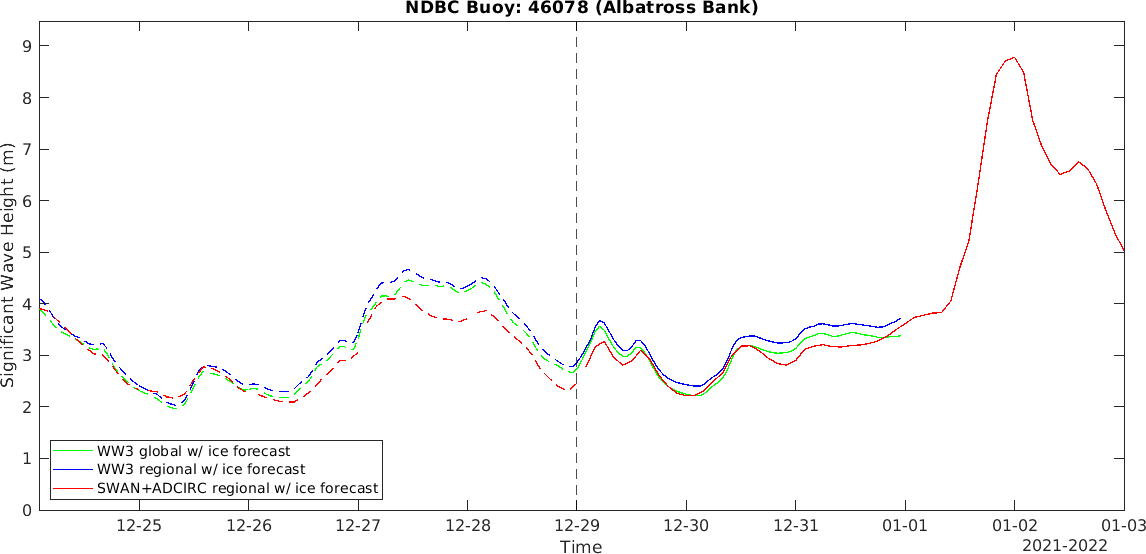 NDBC Buoy: 46078 (Albatross Bank)
Significant Wave Height (m)
9
8
7
6
5
4
3
2
1
0
WW3 global w/ ice forecast
WW3 regional w/ ice forecast
SWAN+ADCIRC regional w/ ice forecast
12-25 12-26 12-27 12-28 12-29 12-30 12-31 01-01 01-02 01-03
Time
2021-2022